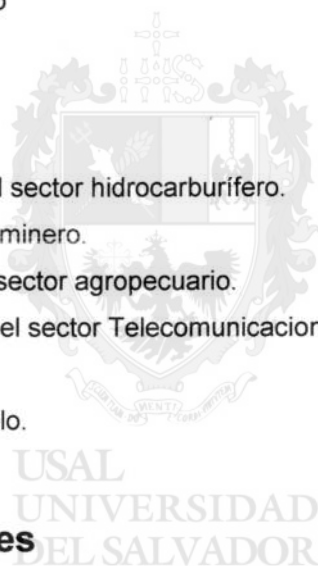 o
l sector hidrocarburífero.
minero.
sector agropecuario.
el sector Telecomunicacion
lo.
USAL
UNIVERSIDAD
DEL SALVADOR
es